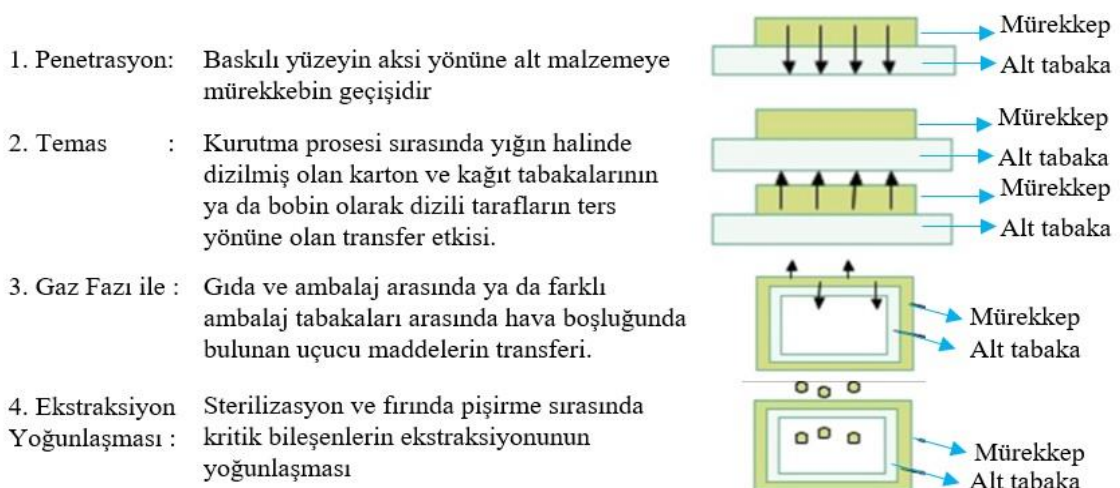 1. Penetrasyon: Baskılı yüzeyin aksi yönüne alt malzemeye
mürekkebin geçişidir
Mürekkep
Alt tabaka
2. Temas : Kurutma prosesi sırasında yığın halinde
dizilmiş olan karton ve kağıt tabakalarının
ya da bobin olarak dizili tarafların ters
yönüne olan transfer etkisi.
Mürekkep
Alt tabaka
Mürekkep
Alt tabaka
3. Gaz Fazı ile : Gıda ve ambalaj arasında ya da farklı
ambalaj tabakaları arasında hava boşluğunda
bulunan uçucu maddelerin transferi.
Mürekkep
Alt tabaka
4. Ekstraksiyon Sterilizasyon ve fırında pişirme sırasında
Yoğunlaşması : kritik bileşenlerin ekstraksiyonunun
yoğunlaşması
Mürekkep
Alt tabaka